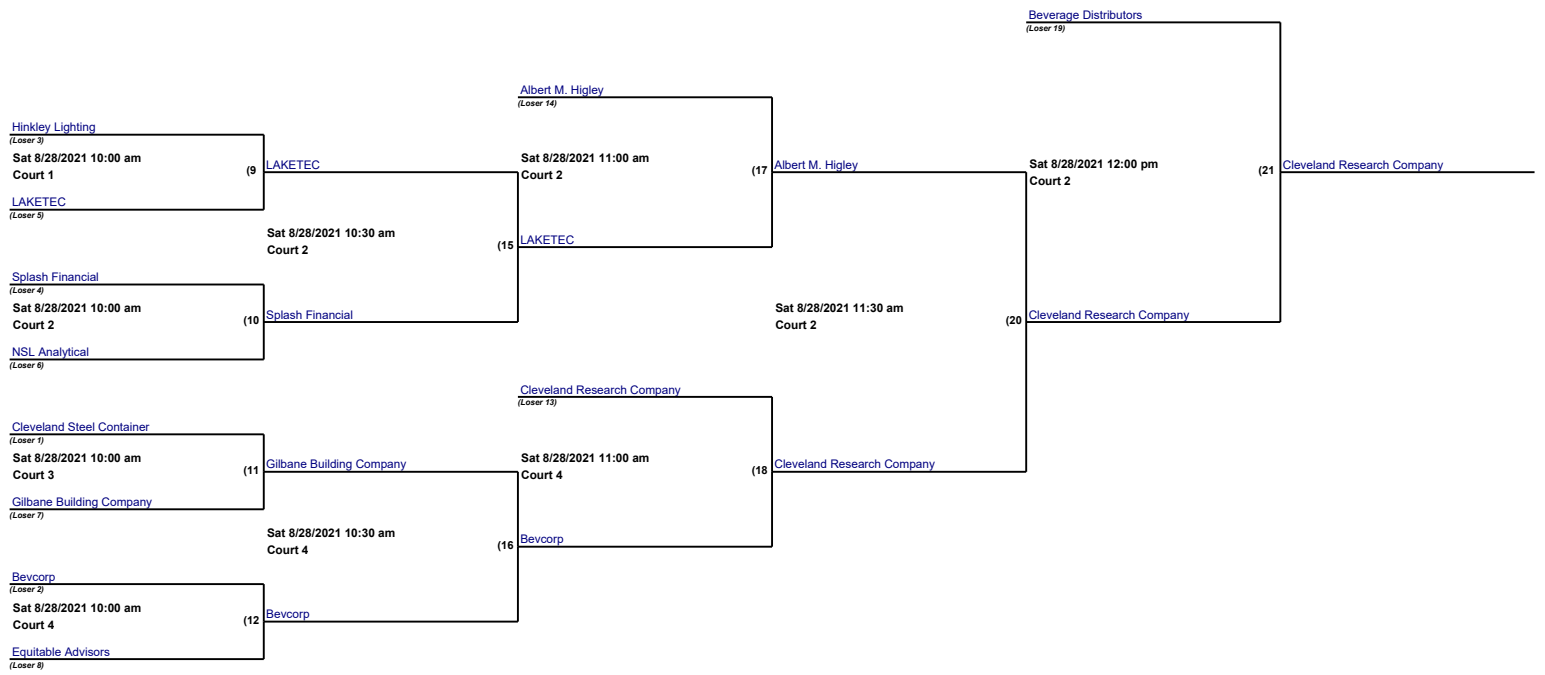 Beverage Distributors
(Loser 19)
Albert M. Higley
(Loser 14)
Hinkley Lighting
(Loser 3)
Sat 8/28/2021 10:00 am
Court 1
(9
LAKETEC
(Loser 5)
LAKETEC
Sat 8/28/2021 11:00 am
Court 2
(17
Albert M. Higley
Sat 8/28/2021 12:00 pm
Court 2
(21
Cleveland Research Company
Sat 8/28/2021 10:30 am
Court 2
(15
LAKETEC
Splash Financial
(Loser 4)
Sat 8/28/2021 10:00 am
Court 2
(10
NSL Analytical
(Loser 6)
Splash Financial
Sat 8/28/2021 11:30 am
Court 2
(20
Cleveland Research Company
Cleveland Research Company
(Loser 13)
Cleveland Steel Container
(Loser 1)
Sat 8/28/2021 10:00 am
Court 3
(11
Gilbane Building Company
(Loser 7)
Gilbane Building Company
Sat 8/28/2021 11:00 am
Court 4
(18
Cleveland Research Company
Sat 8/28/2021 10:30 am
Court 4
(16
Bevcorp
Bevcorp
(Loser 2)
Sat 8/28/2021 10:00 am
Court 4
(12
Equitable Advisors
(Loser 8)
Bevcorp